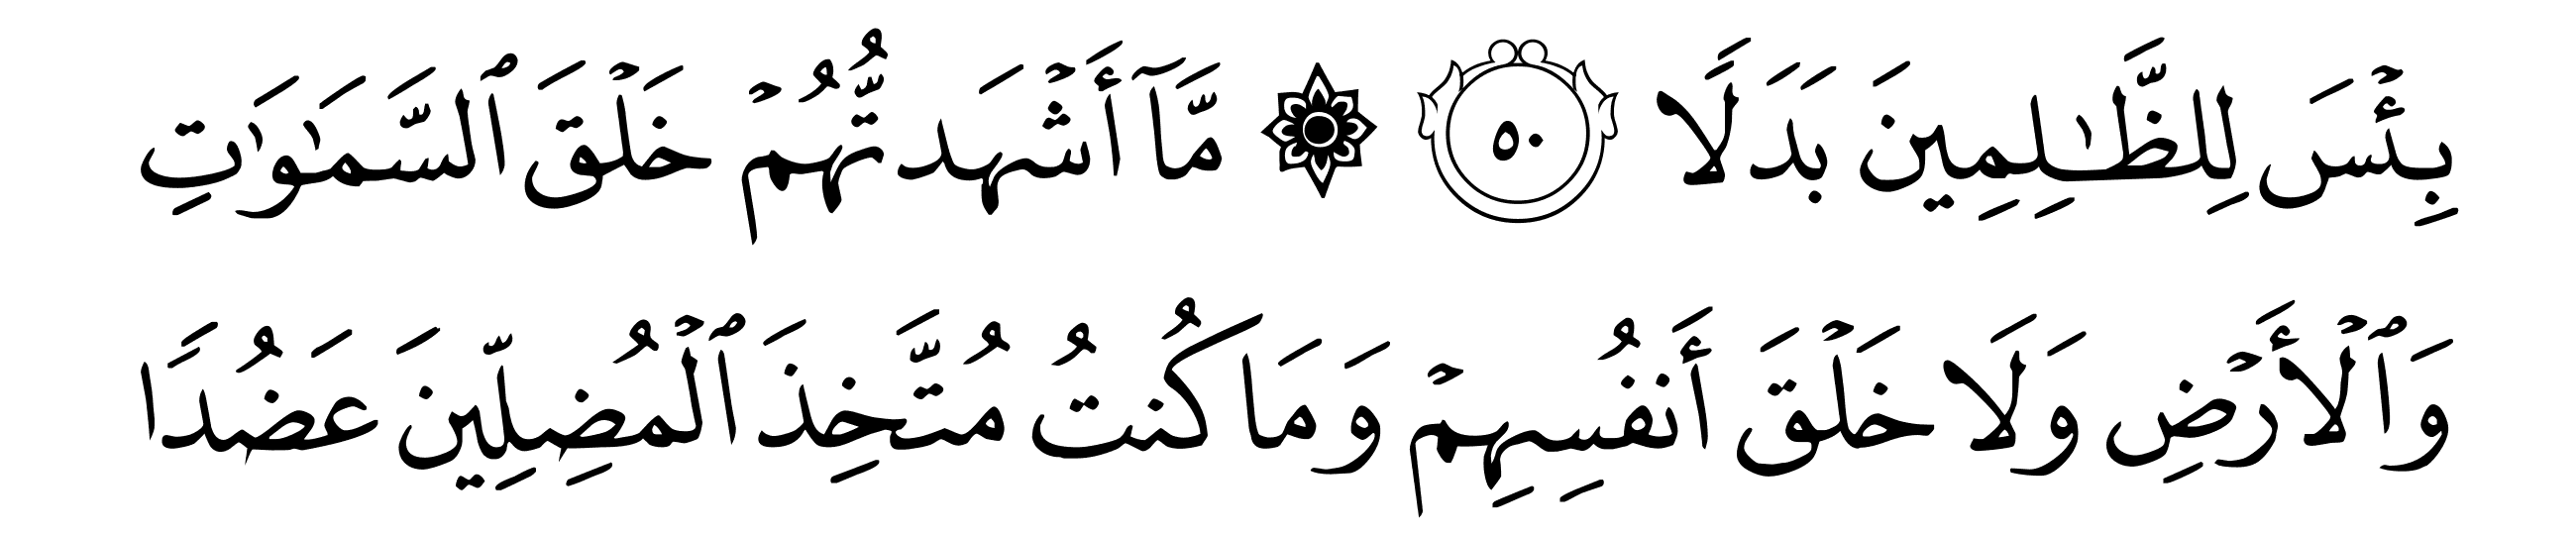 بِئْسَ لِلظَّٰلِمِينَ بَدَلًا ٥٠ ۞ مَّآ أَشْهَدتُّهُمْ خَلْقَ ٱلسَّمَٰوَٰتِ
وَٱلْأَرْضِ وَلَا خَلْقَ أَنفُسِهِمْ وَمَا كُنتُ مُتَّخِذَ ٱلْمُضِلِّينَ عَضُدًا